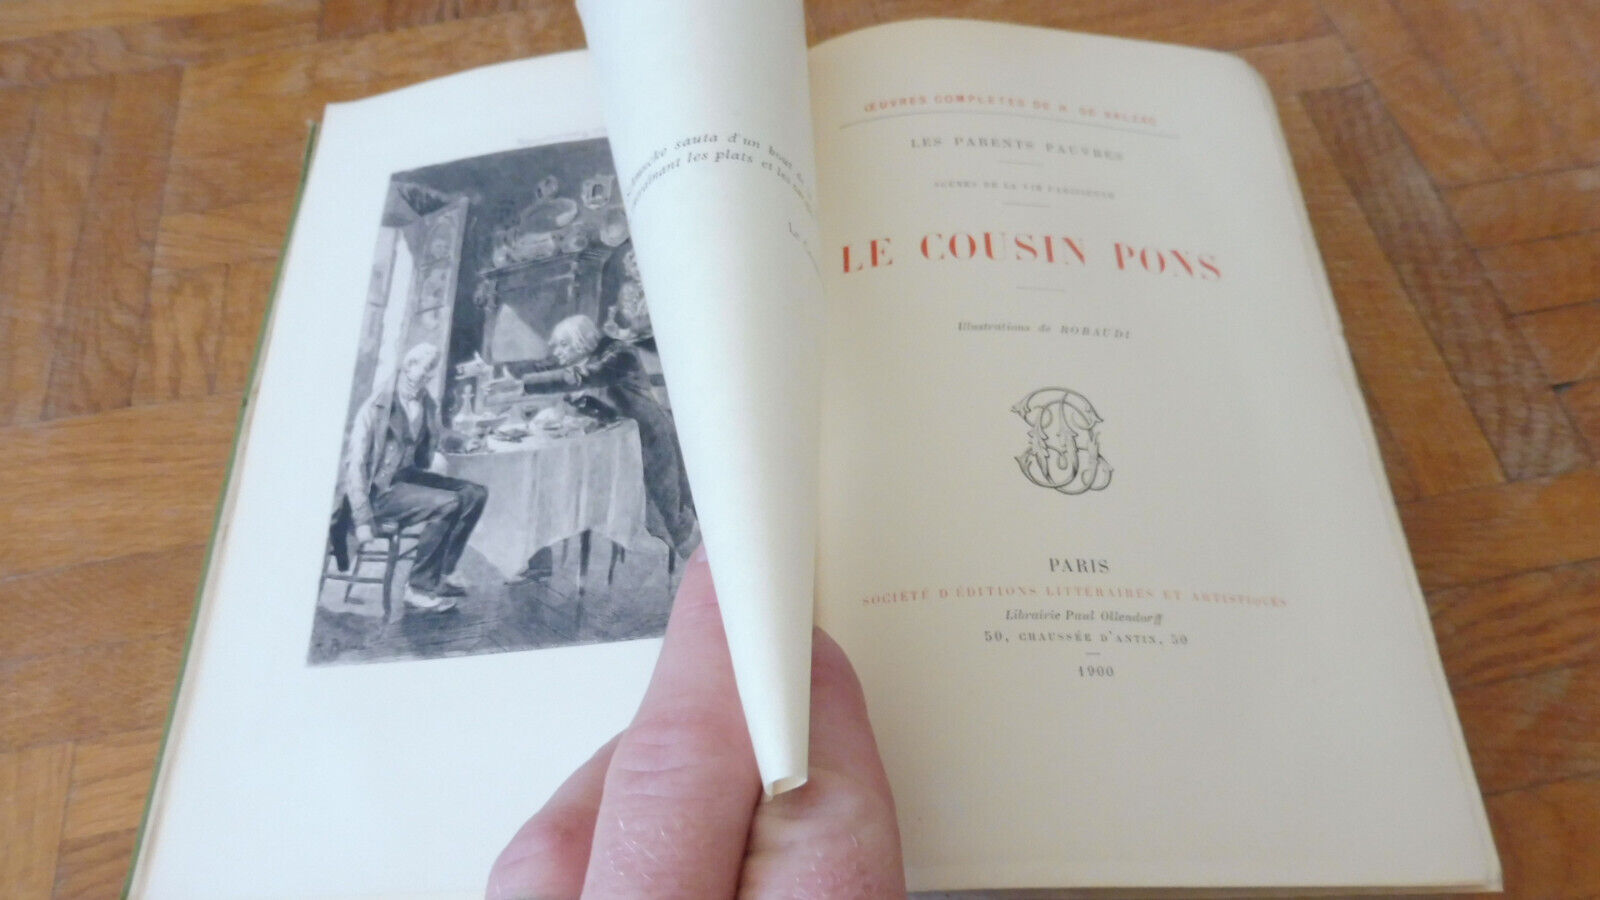 sauta d'un bout
les plats et les
ŒUVRES COMPLÈTES DE H. DE BALZAC
LES PARENTS PAUVRES
SCÈNES DE LA VIE PARISIENNE
LE COUSIN PONS
Illustrations de ROBAUDI
PARIS
SOCIÉTÉ D'ÉDITIONS LITTÉRAIRES ET ARTISTIQUES
Librairie Paul Ollendorff
50, CHAUSSÉE D'ANTIN, 50
1900